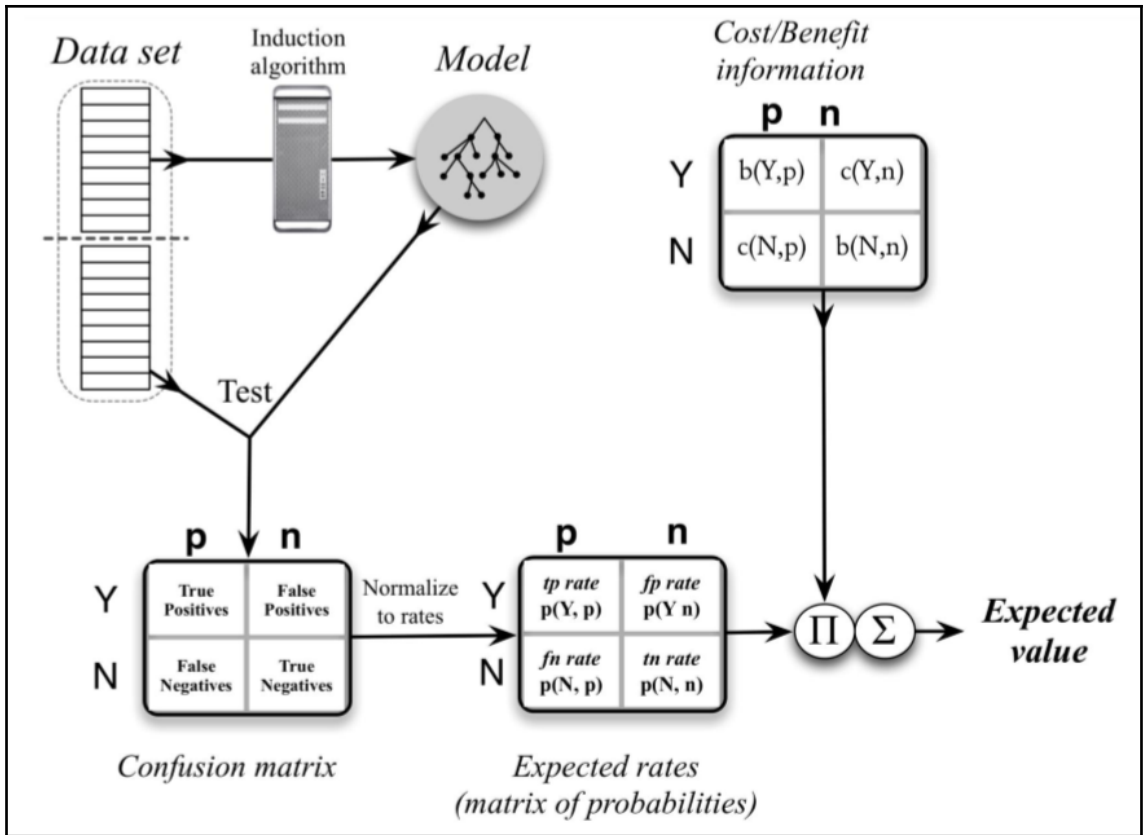 Data set
Induction
algorithm
Model
Cost/Benefit
information
p n
Y b(Y,p) c(Y,n)
N c(N,p) b(N,n)
Test
p n
Y True
Positives
False
Positives
N False
Negatives
True
Negatives
Confusion matrix
Normalize
to rates
p n
Y tp rate
p(Y, p)
fp rate
p(Y n)
N fn rate
p(N, p)
tn rate
p(N, n)
Expected rates
(matrix of probabilities)
Π Σ
Expected
value